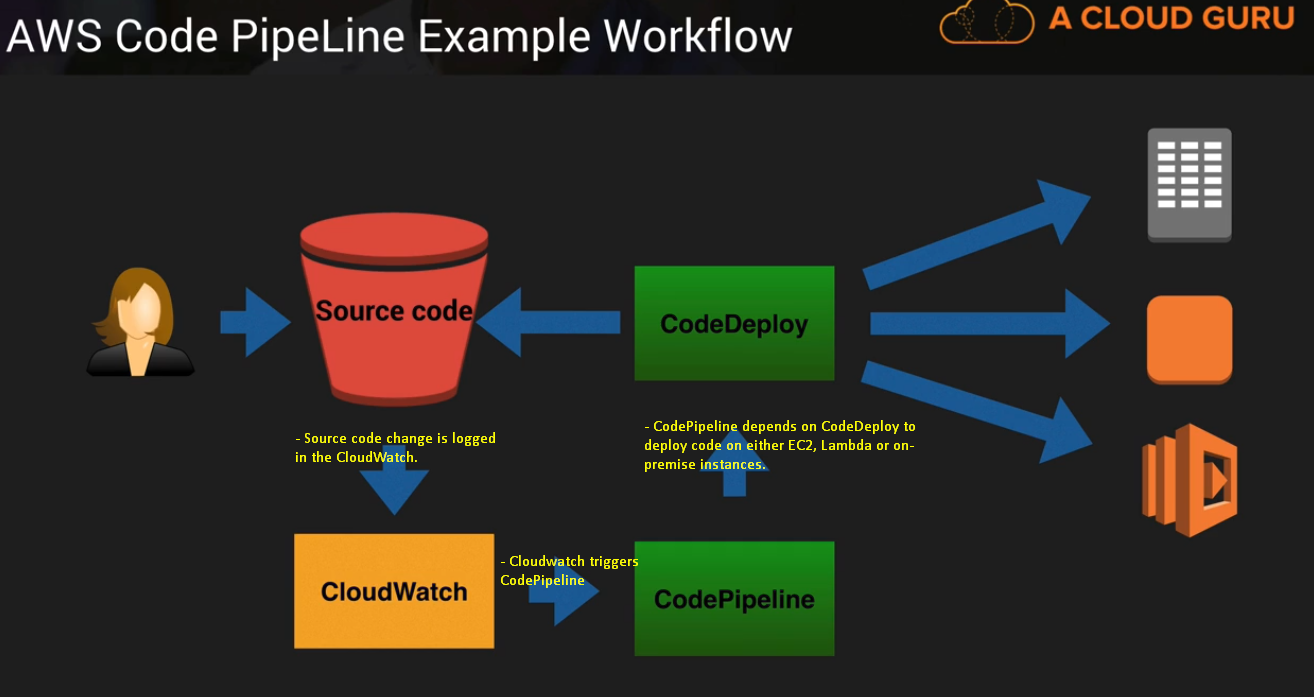 AWS Code PipeLine Example Workflow
A CLOUD GURU
Source code
CodeDeploy
- Source code change is logged
in the CloudWatch.
- CodePipeline depends on CodeDeploy to
deploy code on either EC2, Lambda or on-
premise instances.
CloudWatch
- Cloudwatch triggers
CodePipeline
CodePipeline